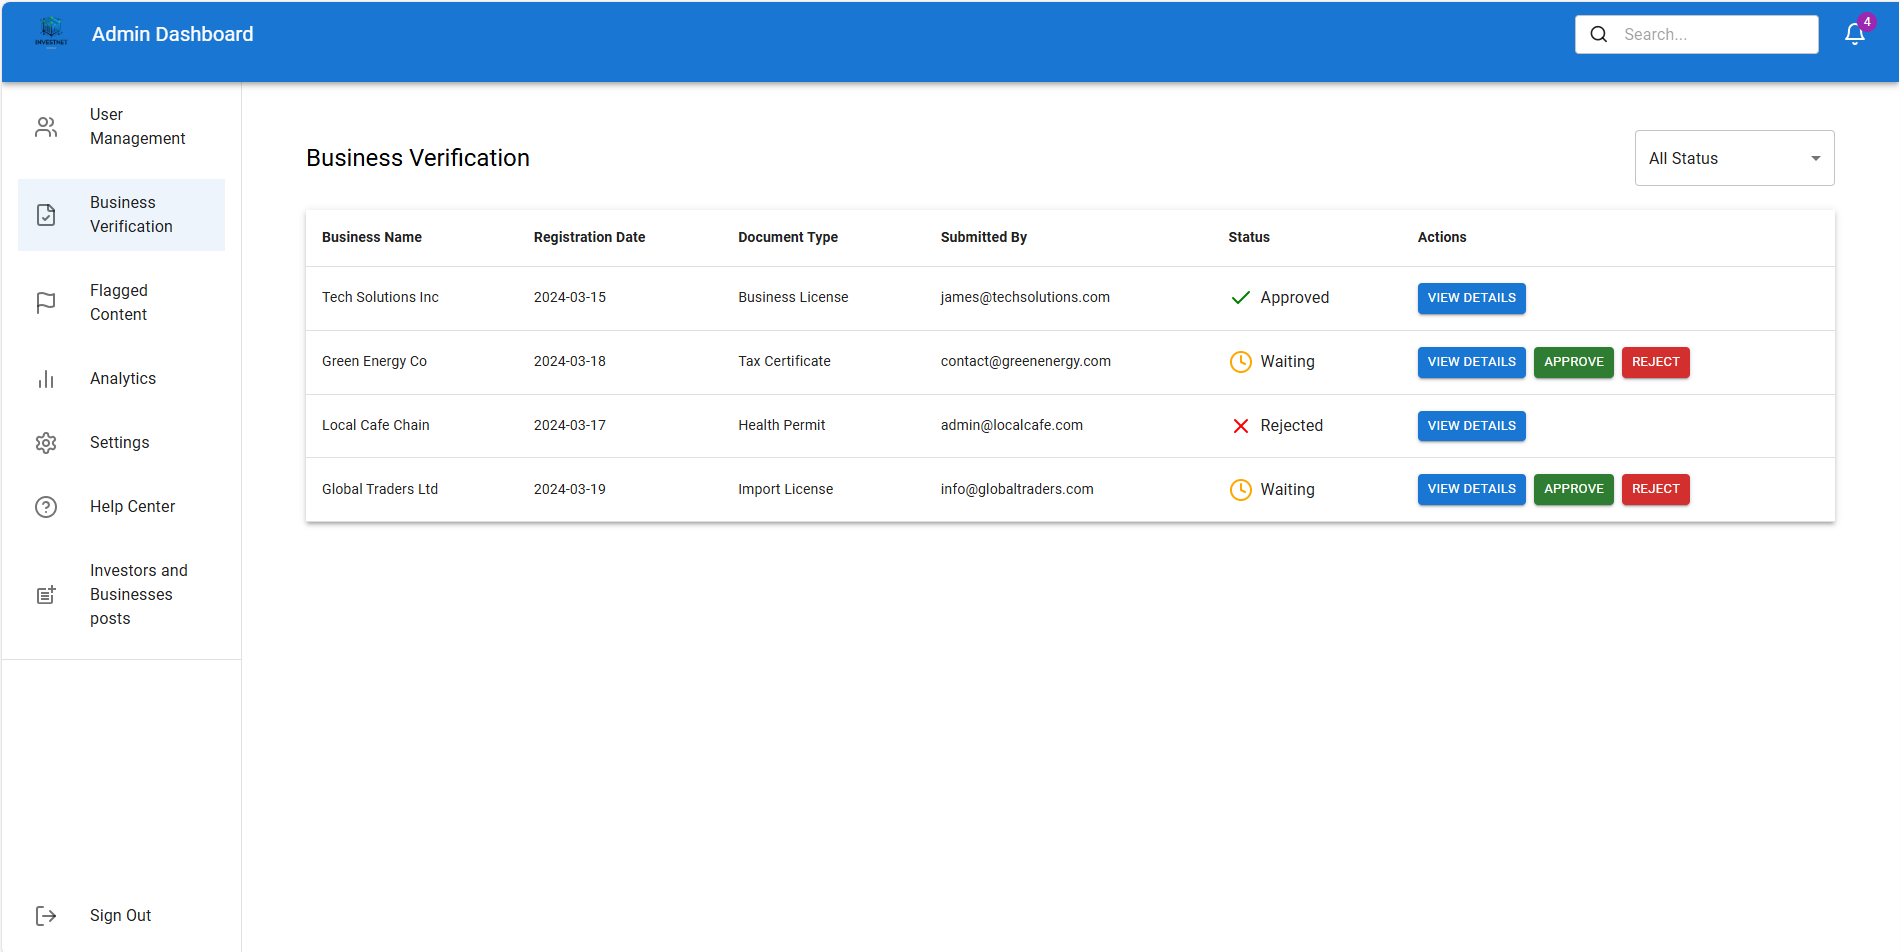 INVESTNET
Admin Dashboard
Search...
4
User
Management
Business
Verification
Flagged
Content
Analytics
Settings
Help Center
Investors and
Businesses
posts
Sign Out
Business Verification
All Status
Business Name Registration Date Document Type Submitted By Status Actions
Tech Solutions Inc 2024-03-15 Business License james@techsolutions.com Approved VIEW DETAILS
Green Energy Co 2024-03-18 Tax Certificate contact@greenenergy.com Waiting VIEW DETAILS APPROVE REJECT
Local Cafe Chain 2024-03-17 Health Permit admin@localcafe.com Rejected VIEW DETAILS
Global Traders Ltd 2024-03-19 Import License info@globaltraders.com Waiting VIEW DETAILS APPROVE REJECT